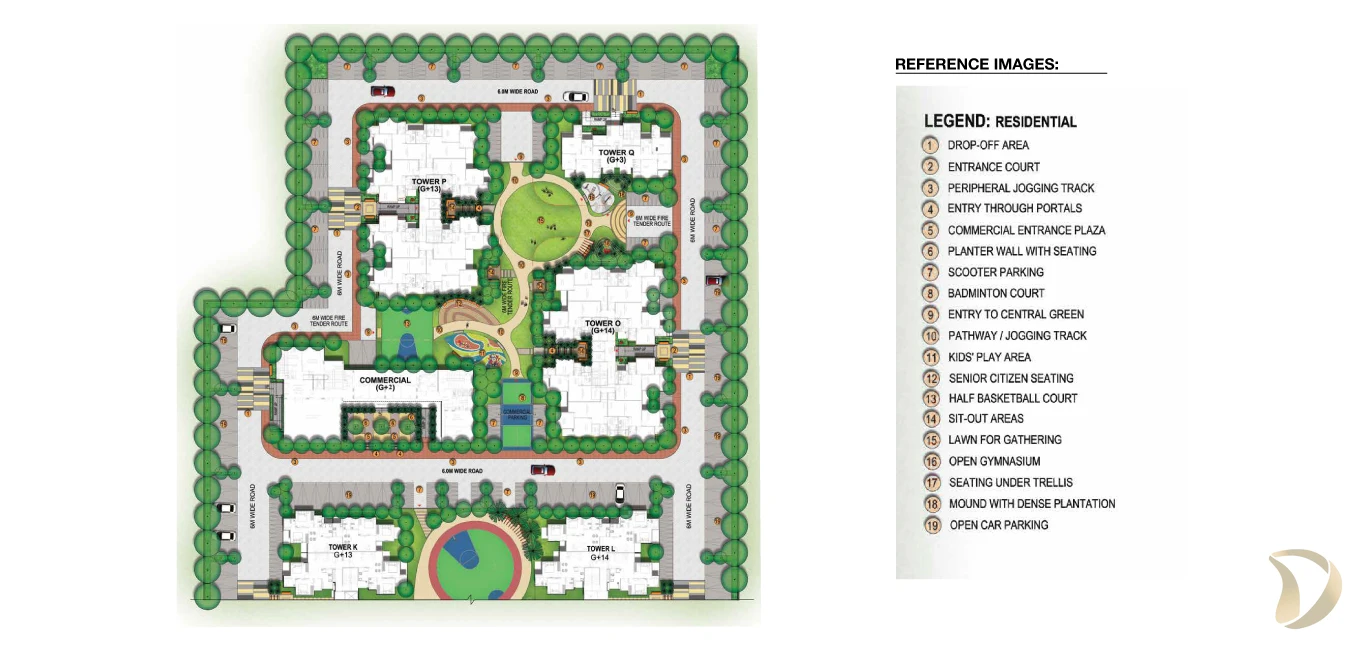 REFERENCE IMAGES:
LEGEND: RESIDENTIAL
1 DROP-OFF AREA
2 ENTRANCE COURT
3 PERIPHERAL JOGGING TRACK
4 ENTRY THROUGH PORTALS
5 COMMERCIAL ENTRANCE PLAZA
6 PLANTER WALL WITH SEATING
7 SCOOTER PARKING
8 BADMINTON COURT
9 ENTRY TO CENTRAL GREEN
10 PATHWAY / JOGGING TRACK
11 KIDS' PLAY AREA
12 SENIOR CITIZEN SEATING
13 HALF BASKETBALL COURT
14 SIT-OUT AREAS
15 LAWN FOR GATHERING
16 OPEN GYMNASIUM
17 SEATING UNDER TRELLIS
18 MOUND WITH DENSE PLANTATION
19 OPEN CAR PARKING
6.0M WIDE ROAD
TOWER Q
(G+3)
TOWER P
(G+13)
6M WIDE FIRE
TENDER ROUTE
6M WIDE ROAD
6M WIDE ROAD
6M WIDE FIRE
TENDER ROUTE
6M WIDE FIRE
TENDER ROUTE
TOWER O
(G+14)
COMMERCIAL
(G+2)
COMMERCIAL
PARKING
6.0M WIDE ROAD
6M WIDE ROAD
6M WIDE ROAD
TOWER K
G+13
TOWER L
G+14